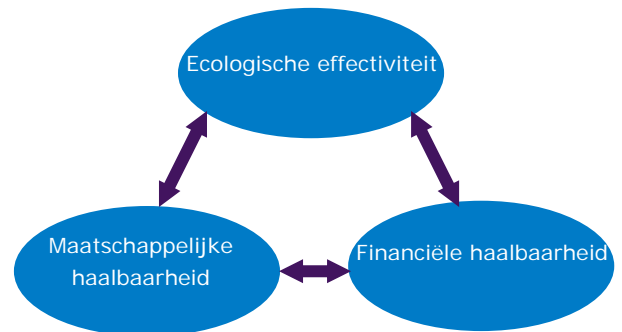 Ecologische effectiviteit
Maatschappelijke
haalbaarheid
Financiële haalbaarheid